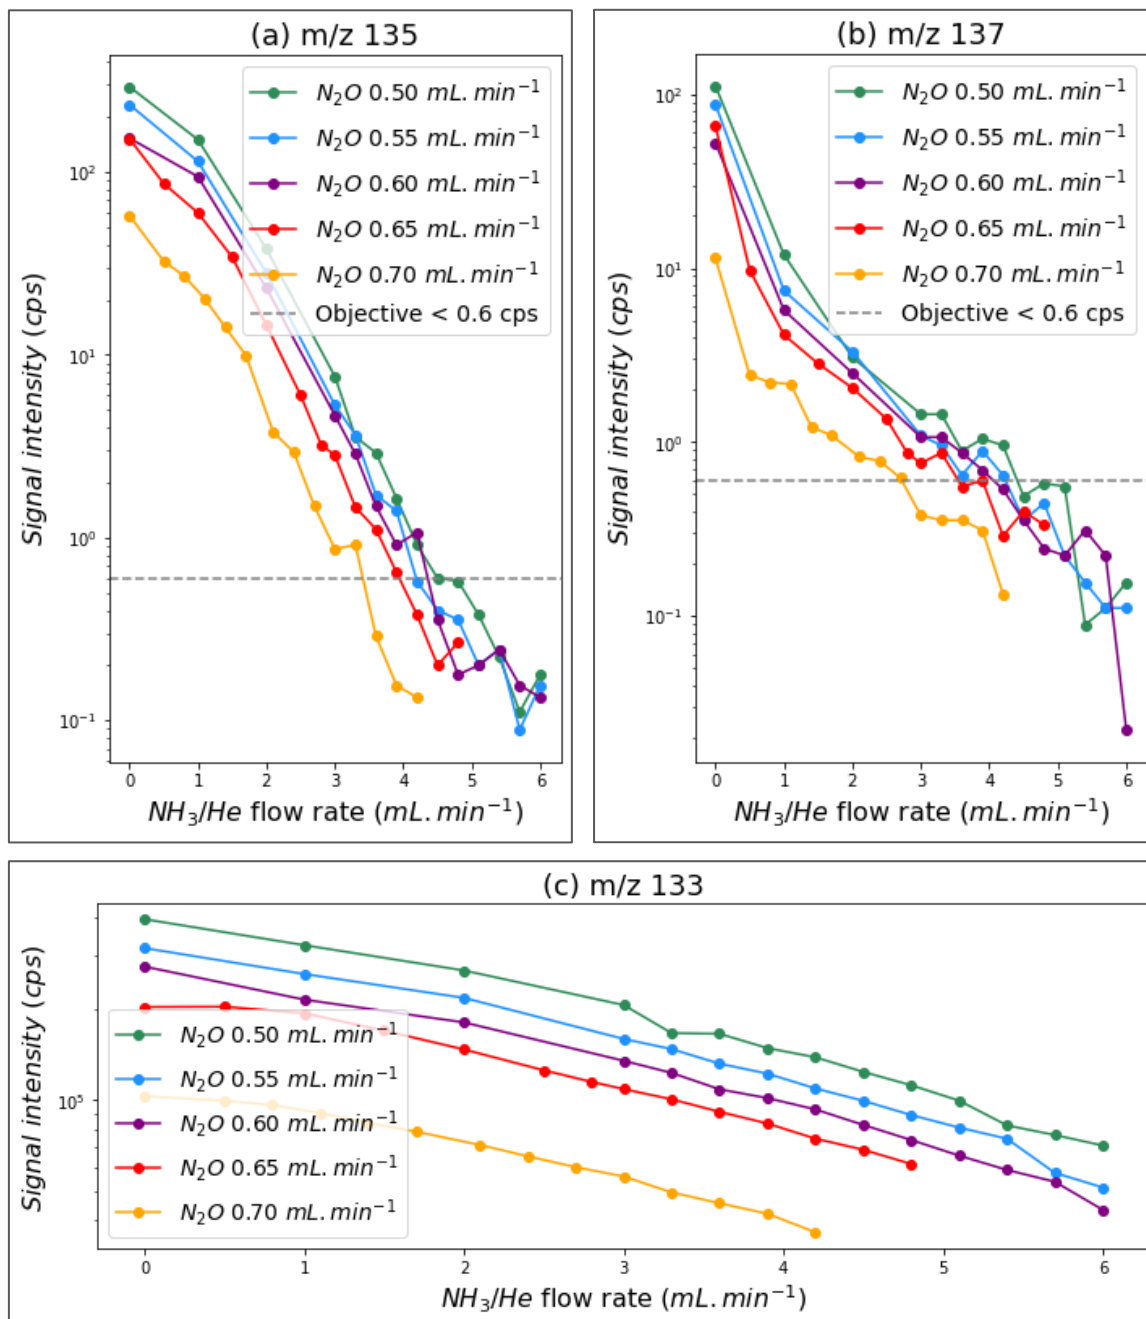 (a) m/z 135
Signal intensity (cps)
10²
10¹
10⁰
10⁻¹
N₂O 0.50 mL.min⁻¹
N₂O 0.55 mL.min⁻¹
N₂O 0.60 mL.min⁻¹
N₂O 0.65 mL.min⁻¹
N₂O 0.70 mL.min⁻¹
Objective < 0.6 cps
0 1 2 3 4 5 6
NH₃/He flow rate (mL.min⁻¹)
(b) m/z 137
Signal intensity (cps)
10²
10¹
10⁰
10⁻¹
N₂O 0.50 mL.min⁻¹
N₂O 0.55 mL.min⁻¹
N₂O 0.60 mL.min⁻¹
N₂O 0.65 mL.min⁻¹
N₂O 0.70 mL.min⁻¹
Objective < 0.6 cps
0 1 2 3 4 5 6
NH₃/He flow rate (mL.min⁻¹)
(c) m/z 133
Signal intensity (cps)
10⁵
N₂O 0.50 mL.min⁻¹
N₂O 0.55 mL.min⁻¹
N₂O 0.60 mL.min⁻¹
N₂O 0.65 mL.min⁻¹
N₂O 0.70 mL.min⁻¹
0 1 2 3 4 5 6
NH₃/He flow rate (mL.min⁻¹)